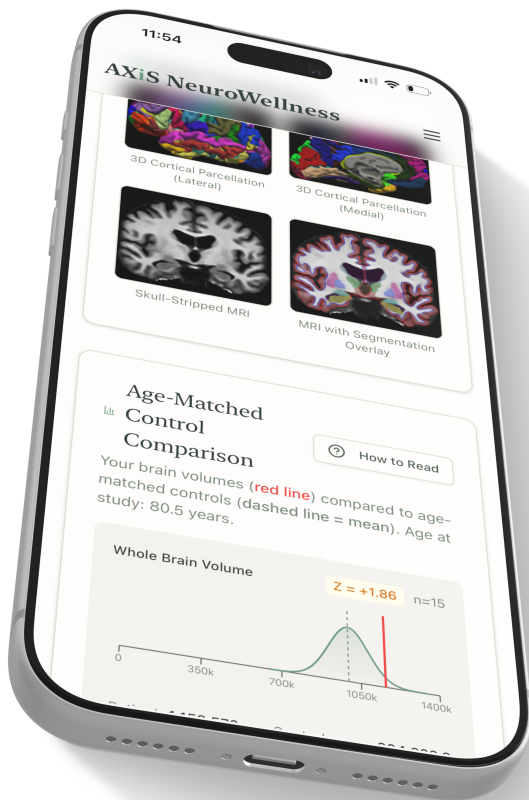 11:54
AXiS NeuroWellness
3D Cortical Parcellation
(Lateral)
3D Cortical Parcellation
(Medial)
Skull-Stripped MRI
MRI with Segmentation
Overlay
Age-Matched
Control
Comparison
How to Read
Your brain volumes (red line) compared to age-
matched controls (dashed line = mean). Age at
study: 80.5 years.
Whole Brain Volume
Z = +1.86
n=15
0
350k
700k
1050k
1400k